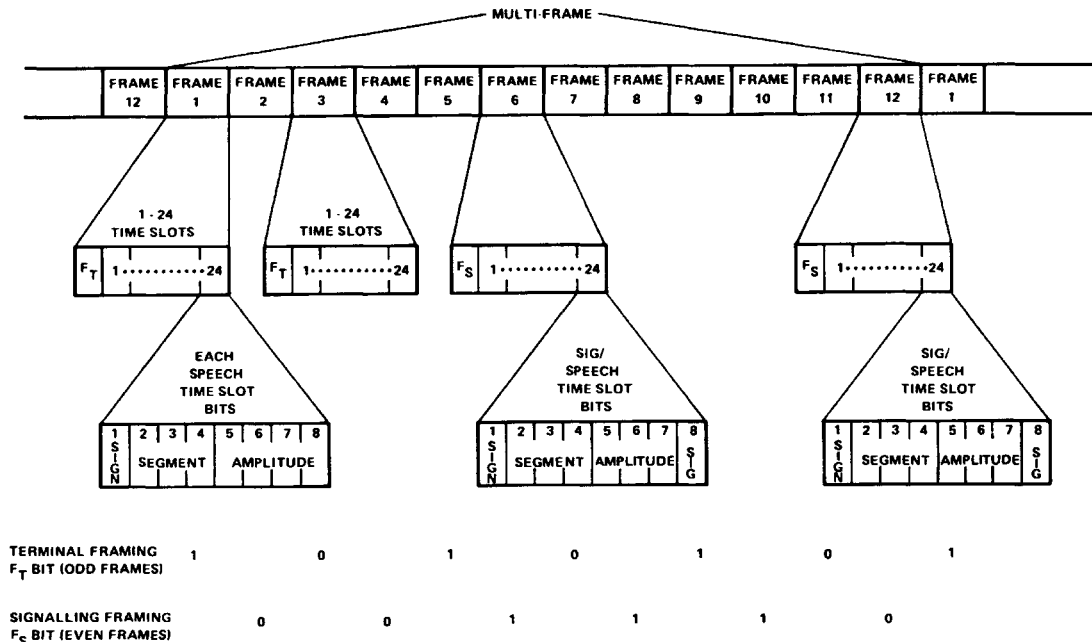 MULTI-FRAME
FRAME 12 FRAME 1 FRAME 2 FRAME 3 FRAME 4 FRAME 5 FRAME 6 FRAME 7 FRAME 8 FRAME 9 FRAME 10 FRAME 11 FRAME 12 FRAME 1
1 - 24
TIME SLOTS
1 - 24
TIME SLOTS
FT 1 24
FT 1 24
FS 1 24
FS 1 24
EACH
SPEECH
TIME SLOT
BITS
SIG/
SPEECH
TIME SLOT
BITS
SIG/
SPEECH
TIME SLOT
BITS
1 2 3 4 5 6 7 8
SIGN SEGMENT AMPLITUDE
1 2 3 4 5 6 7 8
SIGN SEGMENT AMPLITUDE SIG
1 2 3 4 5 6 7 8
SIGN SEGMENT AMPLITUDE SIG
TERMINAL FRAMING 1 0 1 0 1 0 1
FT BIT (ODD FRAMES)
SIGNALLING FRAMING 0 0 1 1 1 0
FS BIT (EVEN FRAMES)